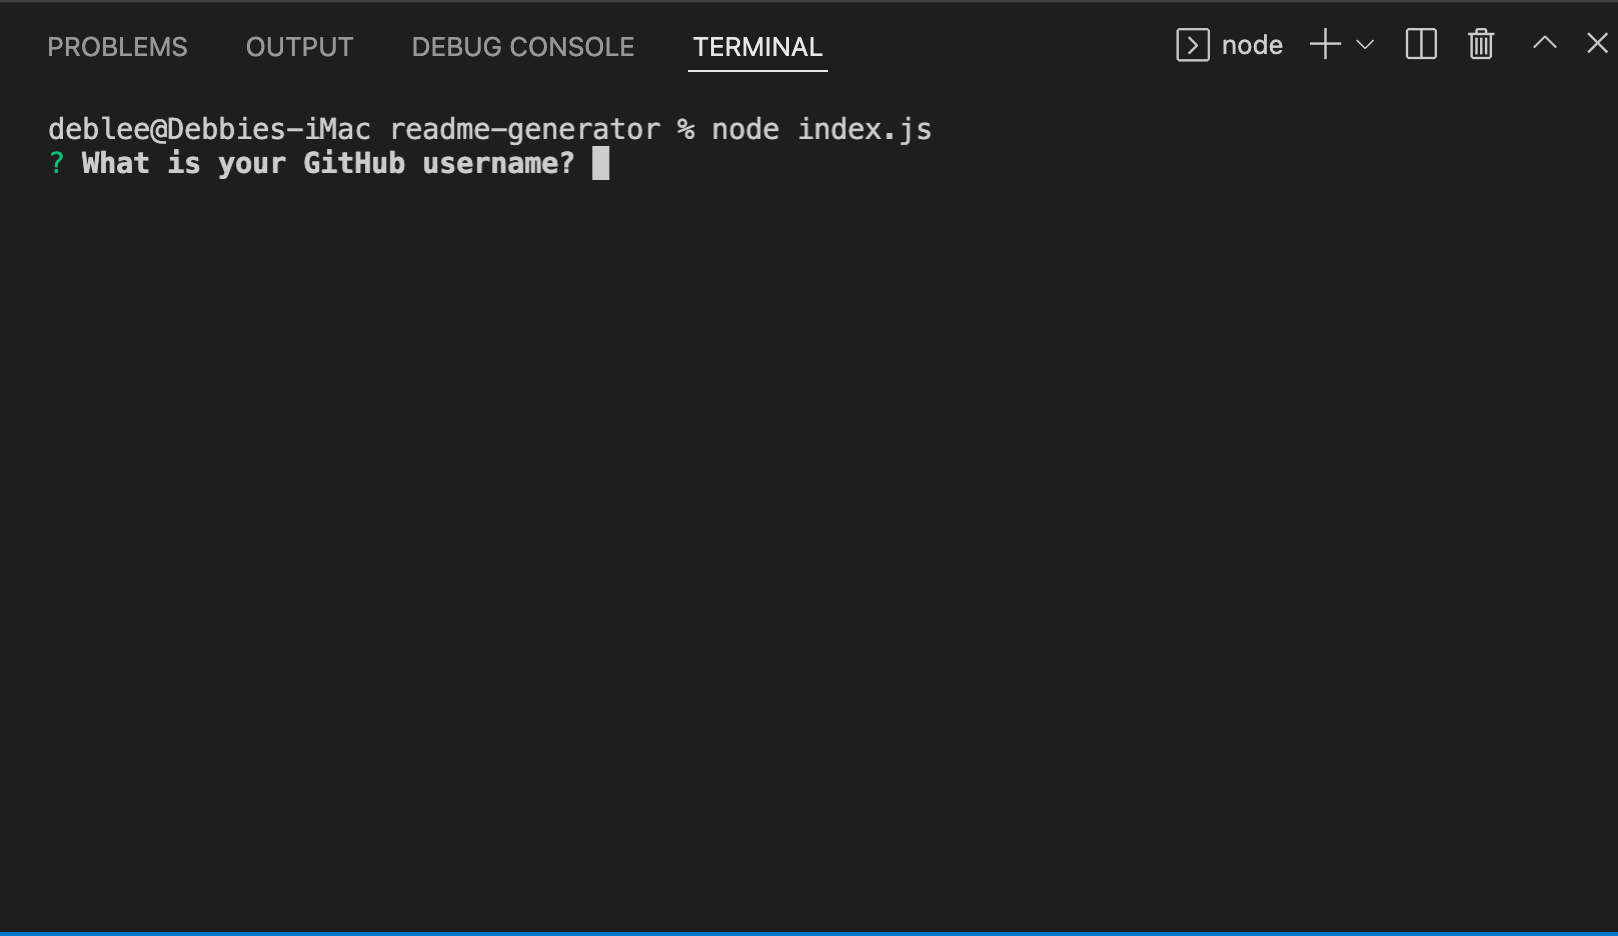 PROBLEMS OUTPUT DEBUG CONSOLE TERMINAL node
deblee@Debbies-iMac readme-generator % node index.js
? What is your GitHub username?